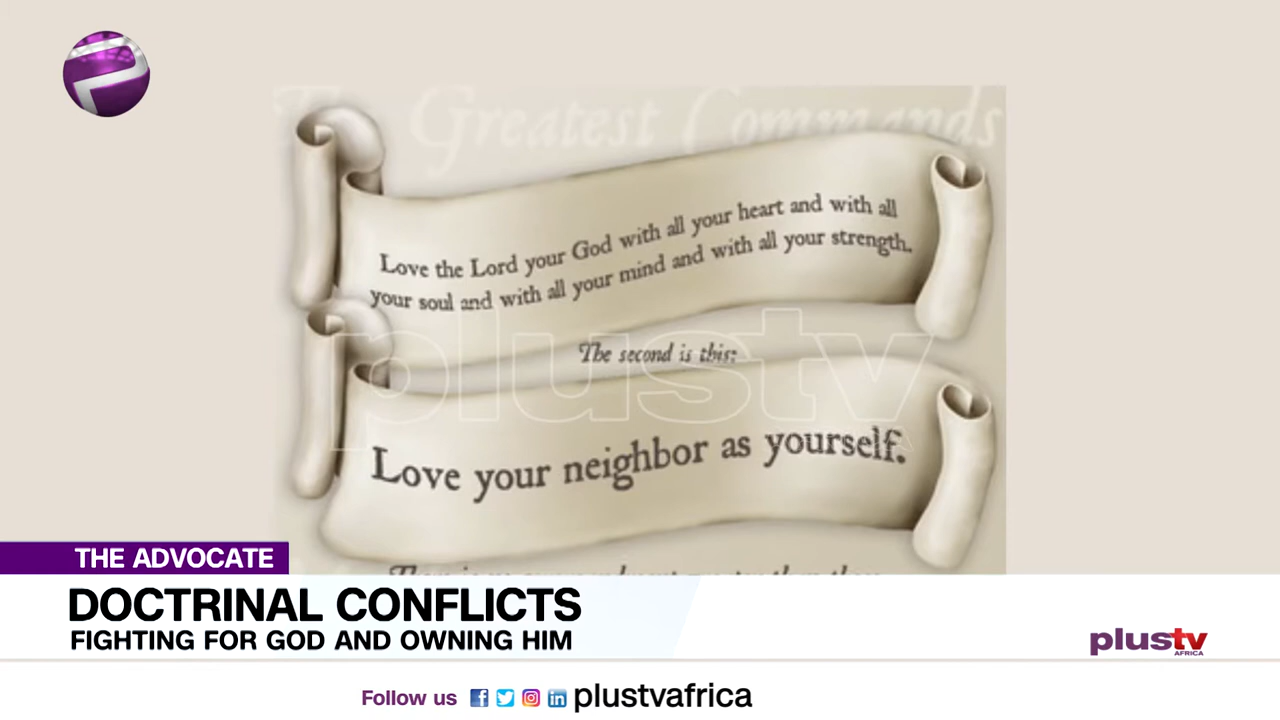 The Greatest Commands
Love the Lord your God with all your heart and with all
your soul and with all your mind and with all your strength.
The second is this:
plustv
Love your neighbor as yourself.
THE ADVOCATE
DOCTRINAL CONFLICTS
FIGHTING FOR GOD AND OWNING HIM
plustv
AFRICA
Follow us
plustvafrica